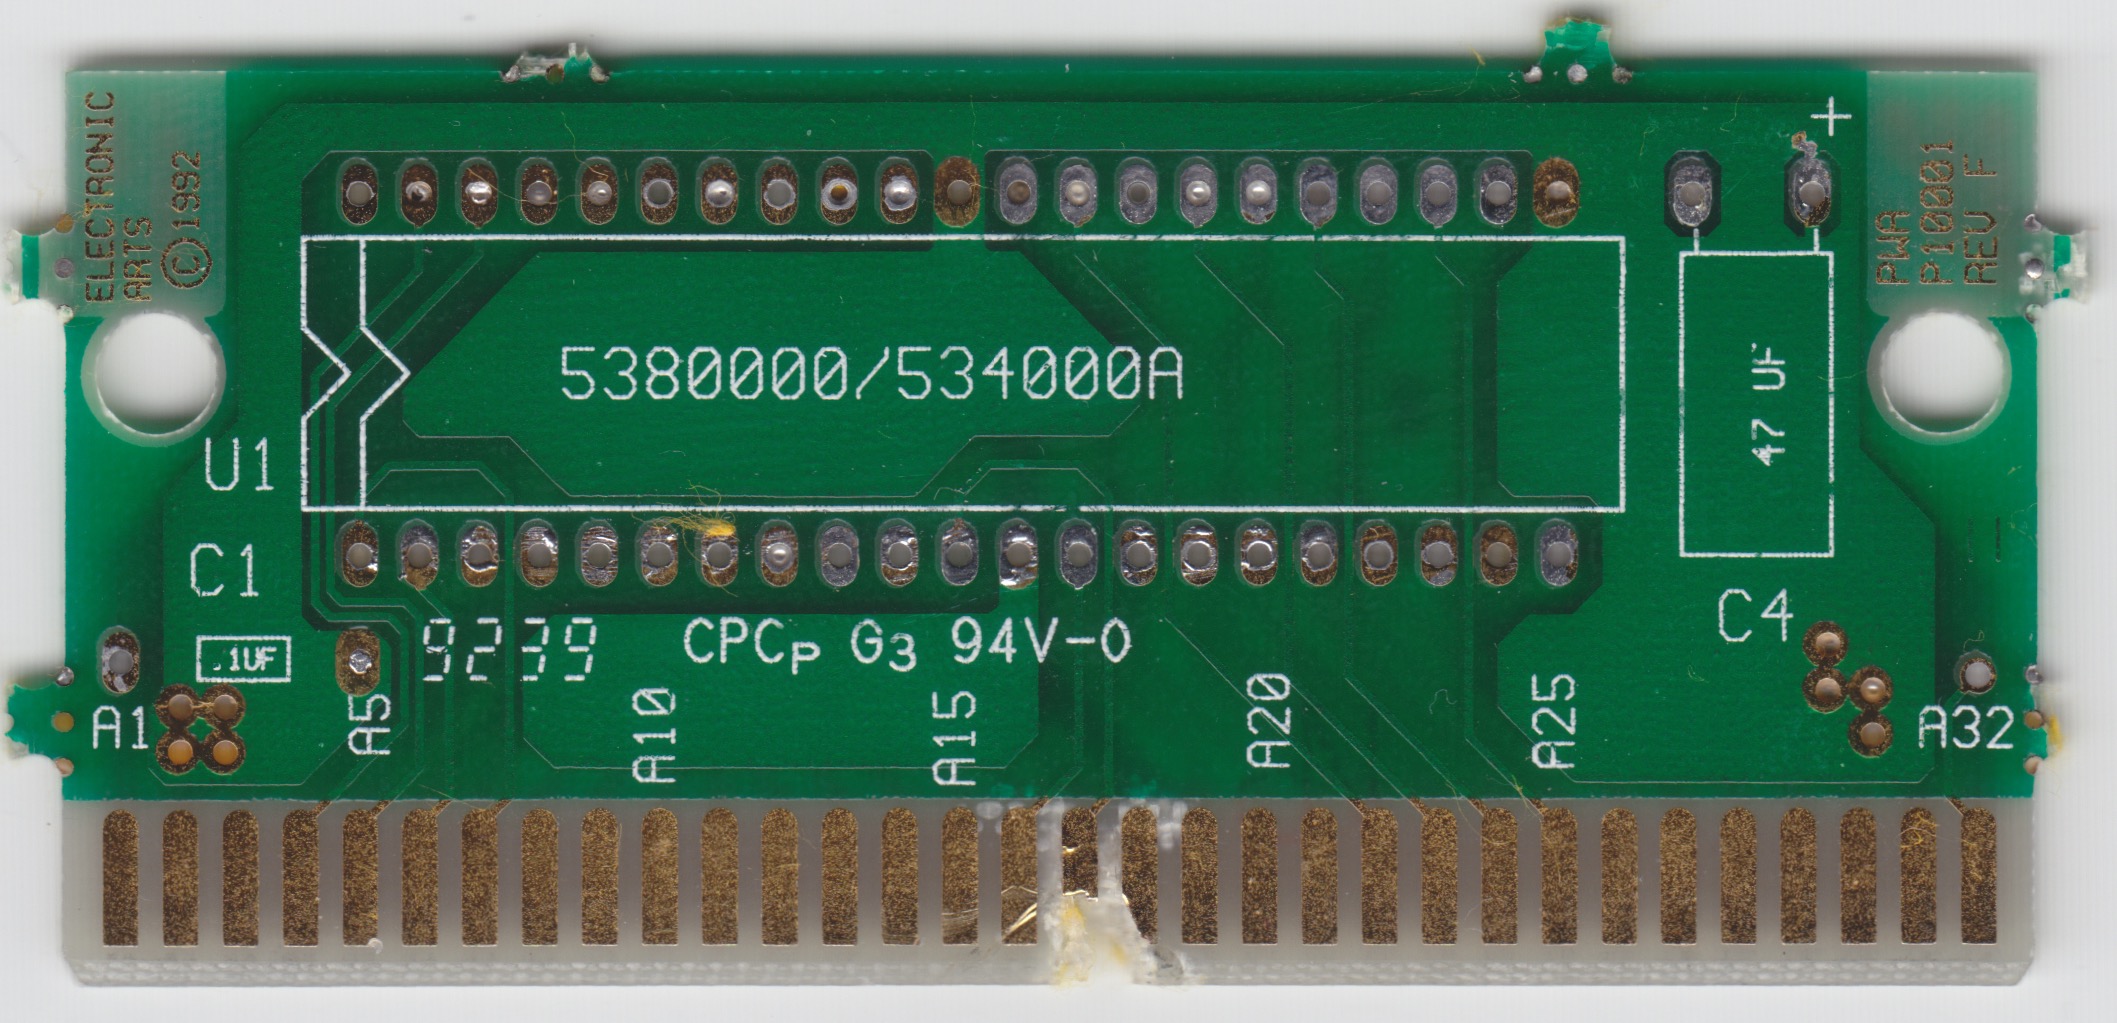 ELECTRONIC
ARTS
©1992
+
PWA
P10001
REV F
5380000/534000A
47 UF
U1
C1
.1UF
9239
CPCP G3 94V-0
C4
A1
A5
A10
A15
A20
A25
A32